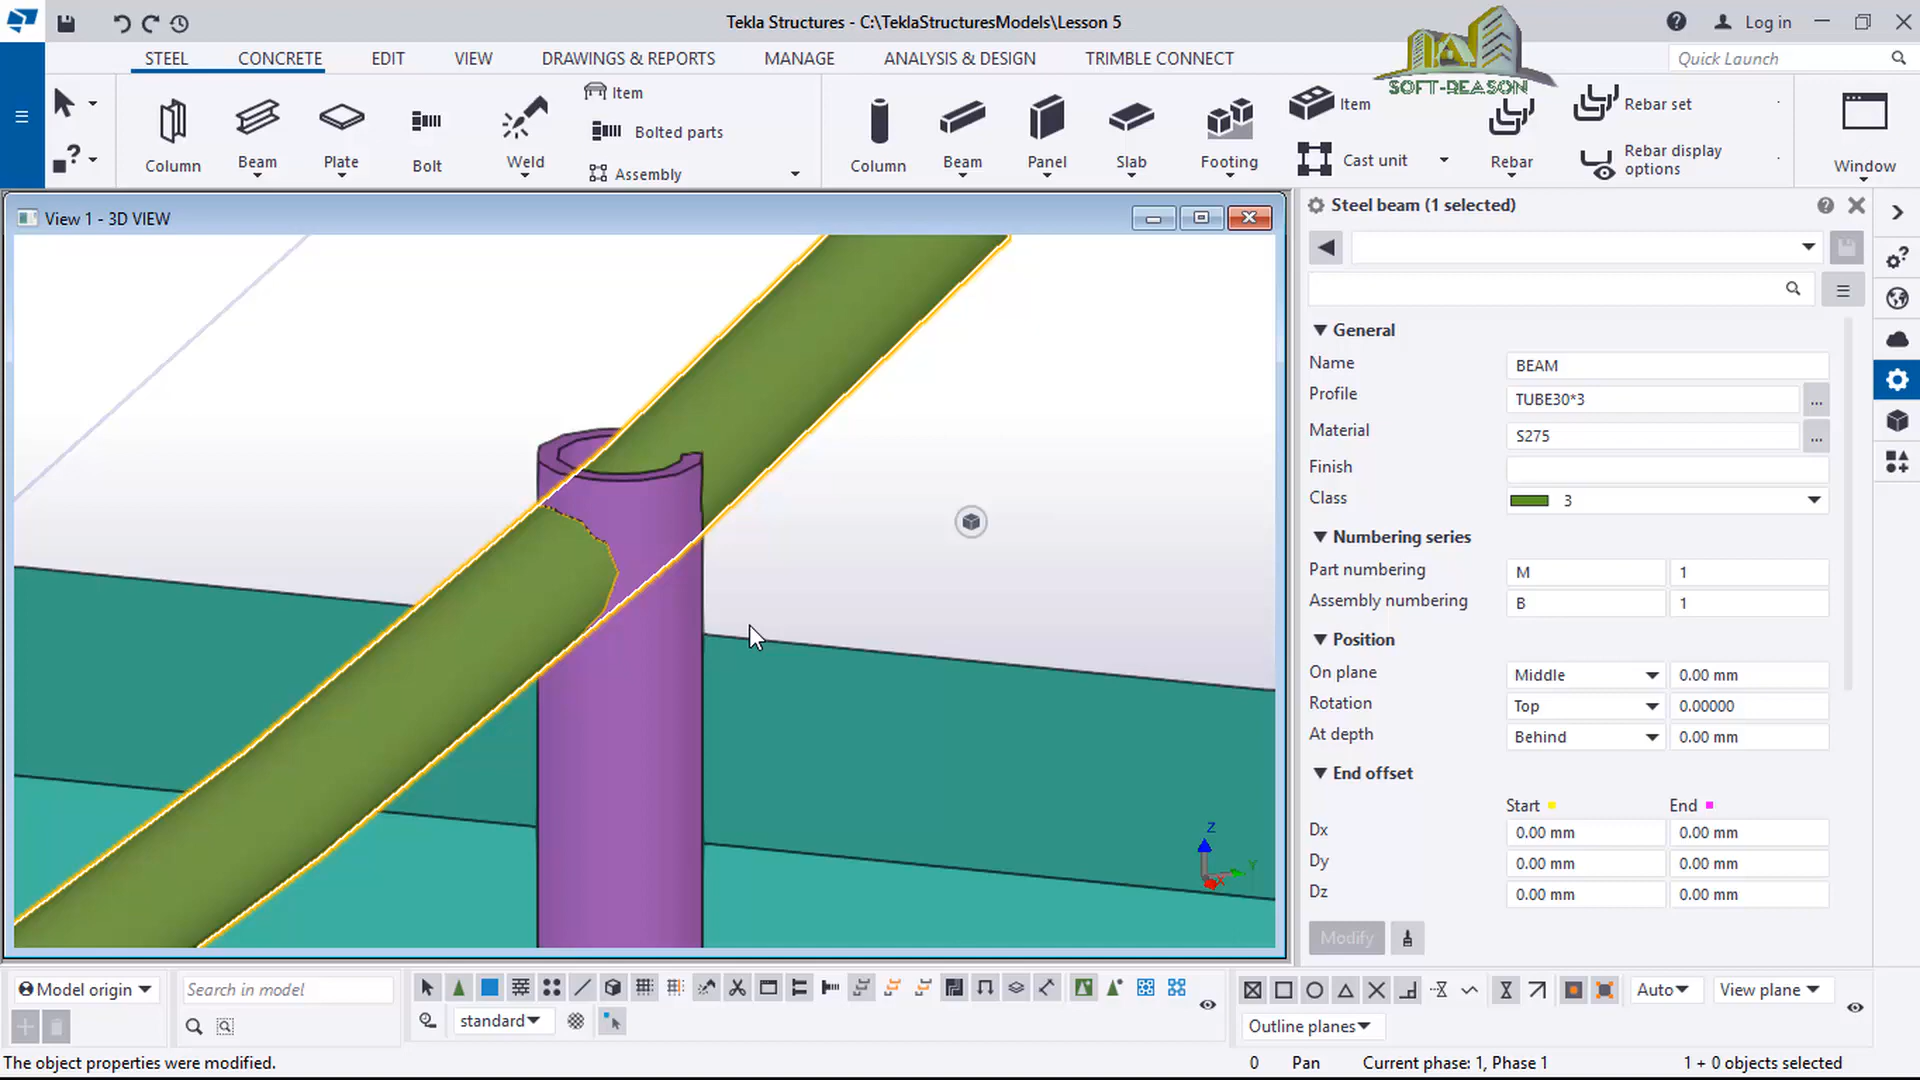 Tekla Structures - C:\TeklaStructuresModels\Lesson 5
Log in
STEEL CONCRETE EDIT VIEW DRAWINGS & REPORTS MANAGE ANALYSIS & DESIGN TRIMBLE CONNECT
SOFT-REASON
Quick Launch
Column
Beam
Plate
Bolt
Weld
Item
Bolted parts
Assembly
Column
Beam
Panel
Slab
Footing
Item
Cast unit
Rebar
Rebar set
Rebar display
options
Window
View 1 - 3D VIEW
Z
Y
X
Steel beam (1 selected)
General
Name BEAM
Profile TUBE30*3 ...
Material S275 ...
Finish
Class 3
Numbering series
Part numbering M 1
Assembly numbering B 1
Position
On plane Middle 0.00 mm
Rotation Top 0.00000
At depth Behind 0.00 mm
End offset
Start End
Dx 0.00 mm 0.00 mm
Dy 0.00 mm 0.00 mm
Dz 0.00 mm 0.00 mm
Modify
Model origin
Search in model
standard
Auto
View plane
Outline planes
The object properties were modified.
0 Pan Current phase: 1, Phase 1 1 + 0 objects selected